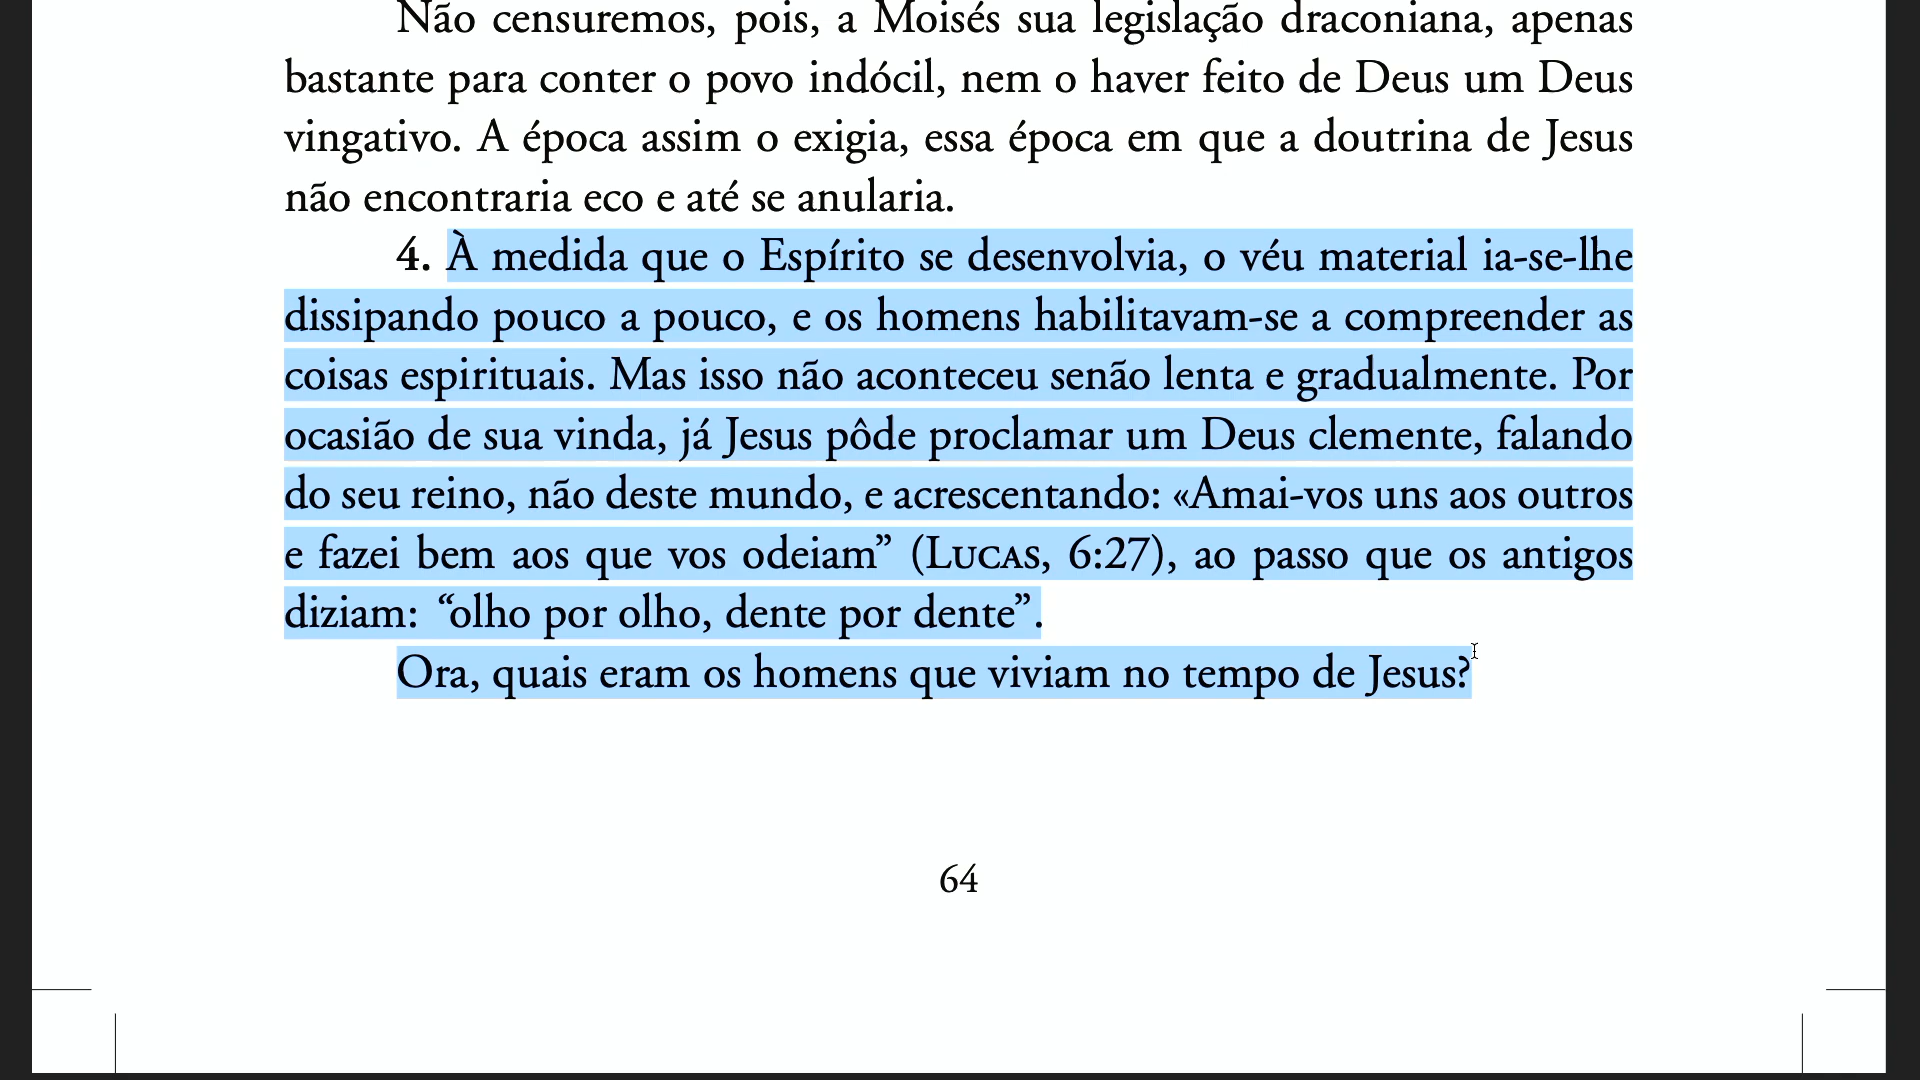 Não censuremos, pois, a Moisés sua legislação draconiana, apenas
bastante para conter o povo indócil, nem o haver feito de Deus um Deus
vingativo. A época assim o exigia, essa época em que a doutrina de Jesus
não encontraria eco e até se anularia.
4. À medida que o Espírito se desenvolvia, o véu material ia-se-lhe
dissipando pouco a pouco, e os homens habilitavam-se a compreender as
coisas espirituais. Mas isso não aconteceu senão lenta e gradualmente. Por
ocasião de sua vinda, já Jesus pôde proclamar um Deus clemente, falando
do seu reino, não deste mundo, e acrescentando: «Amai-vos uns aos outros
e fazei bem aos que vos odeiam” (Lucas, 6:27), ao passo que os antigos
diziam: “olho por olho, dente por dente”.
Ora, quais eram os homens que viviam no tempo de Jesus?
64